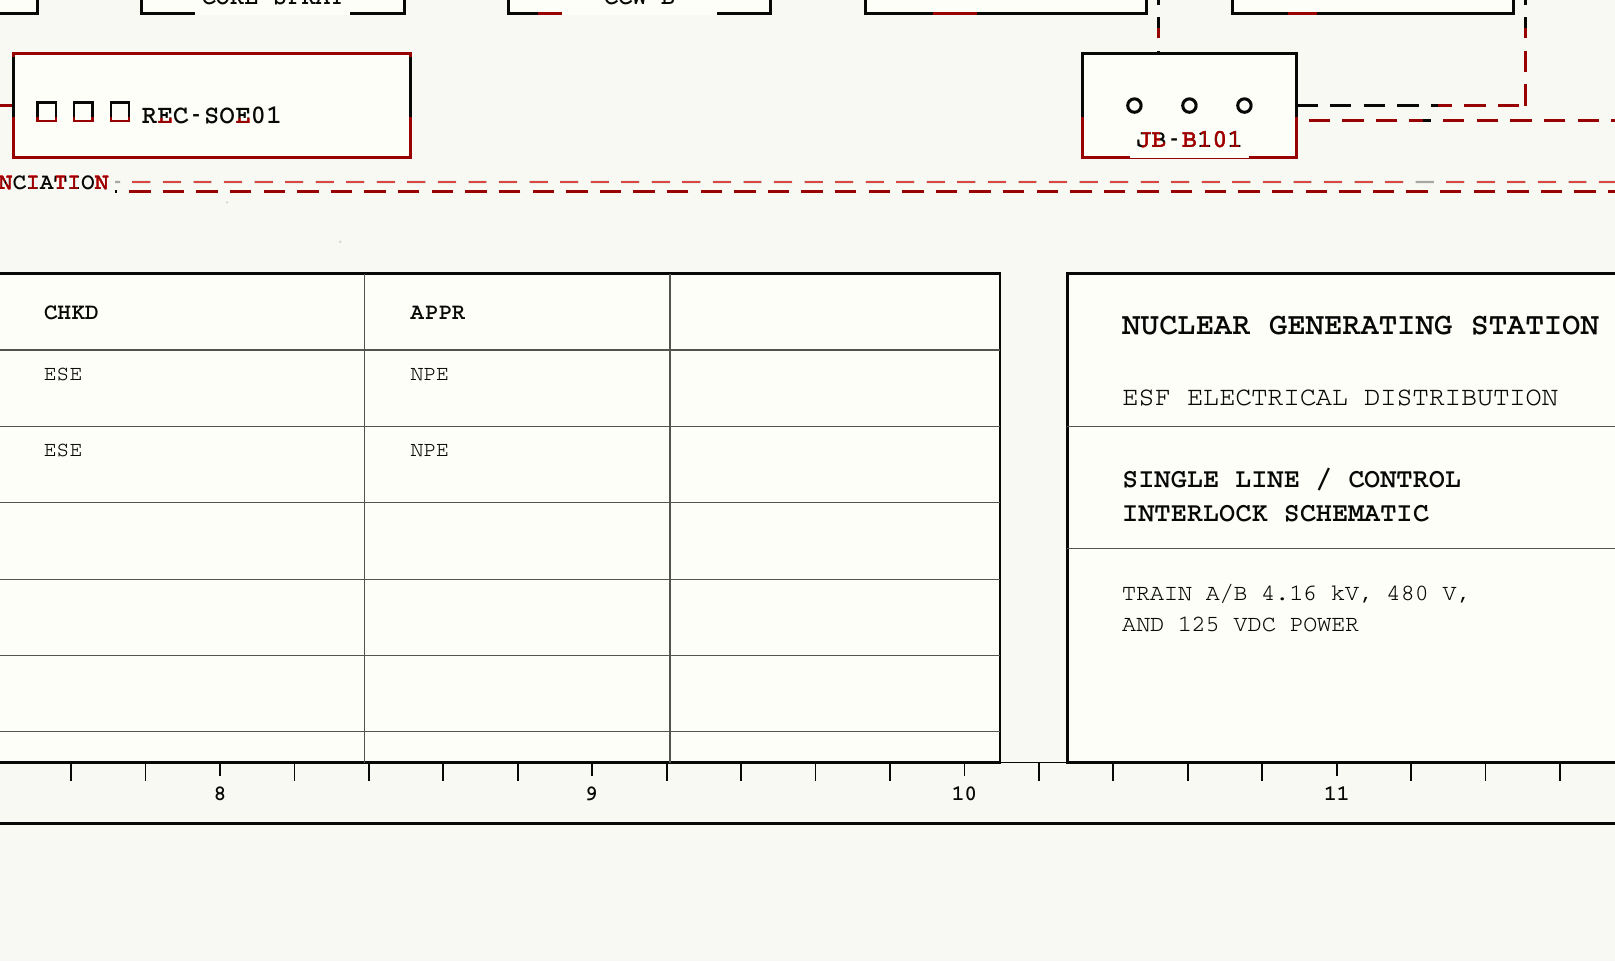 REC-SOE01
JB-B101
CHKD APPR
ESE NPE
ESE NPE
NUCLEAR GENERATING STATION
ESF ELECTRICAL DISTRIBUTION
SINGLE LINE / CONTROL
INTERLOCK SCHEMATIC
TRAIN A/B 4.16 kV, 480 V,
AND 125 VDC POWER
8 9 10 11